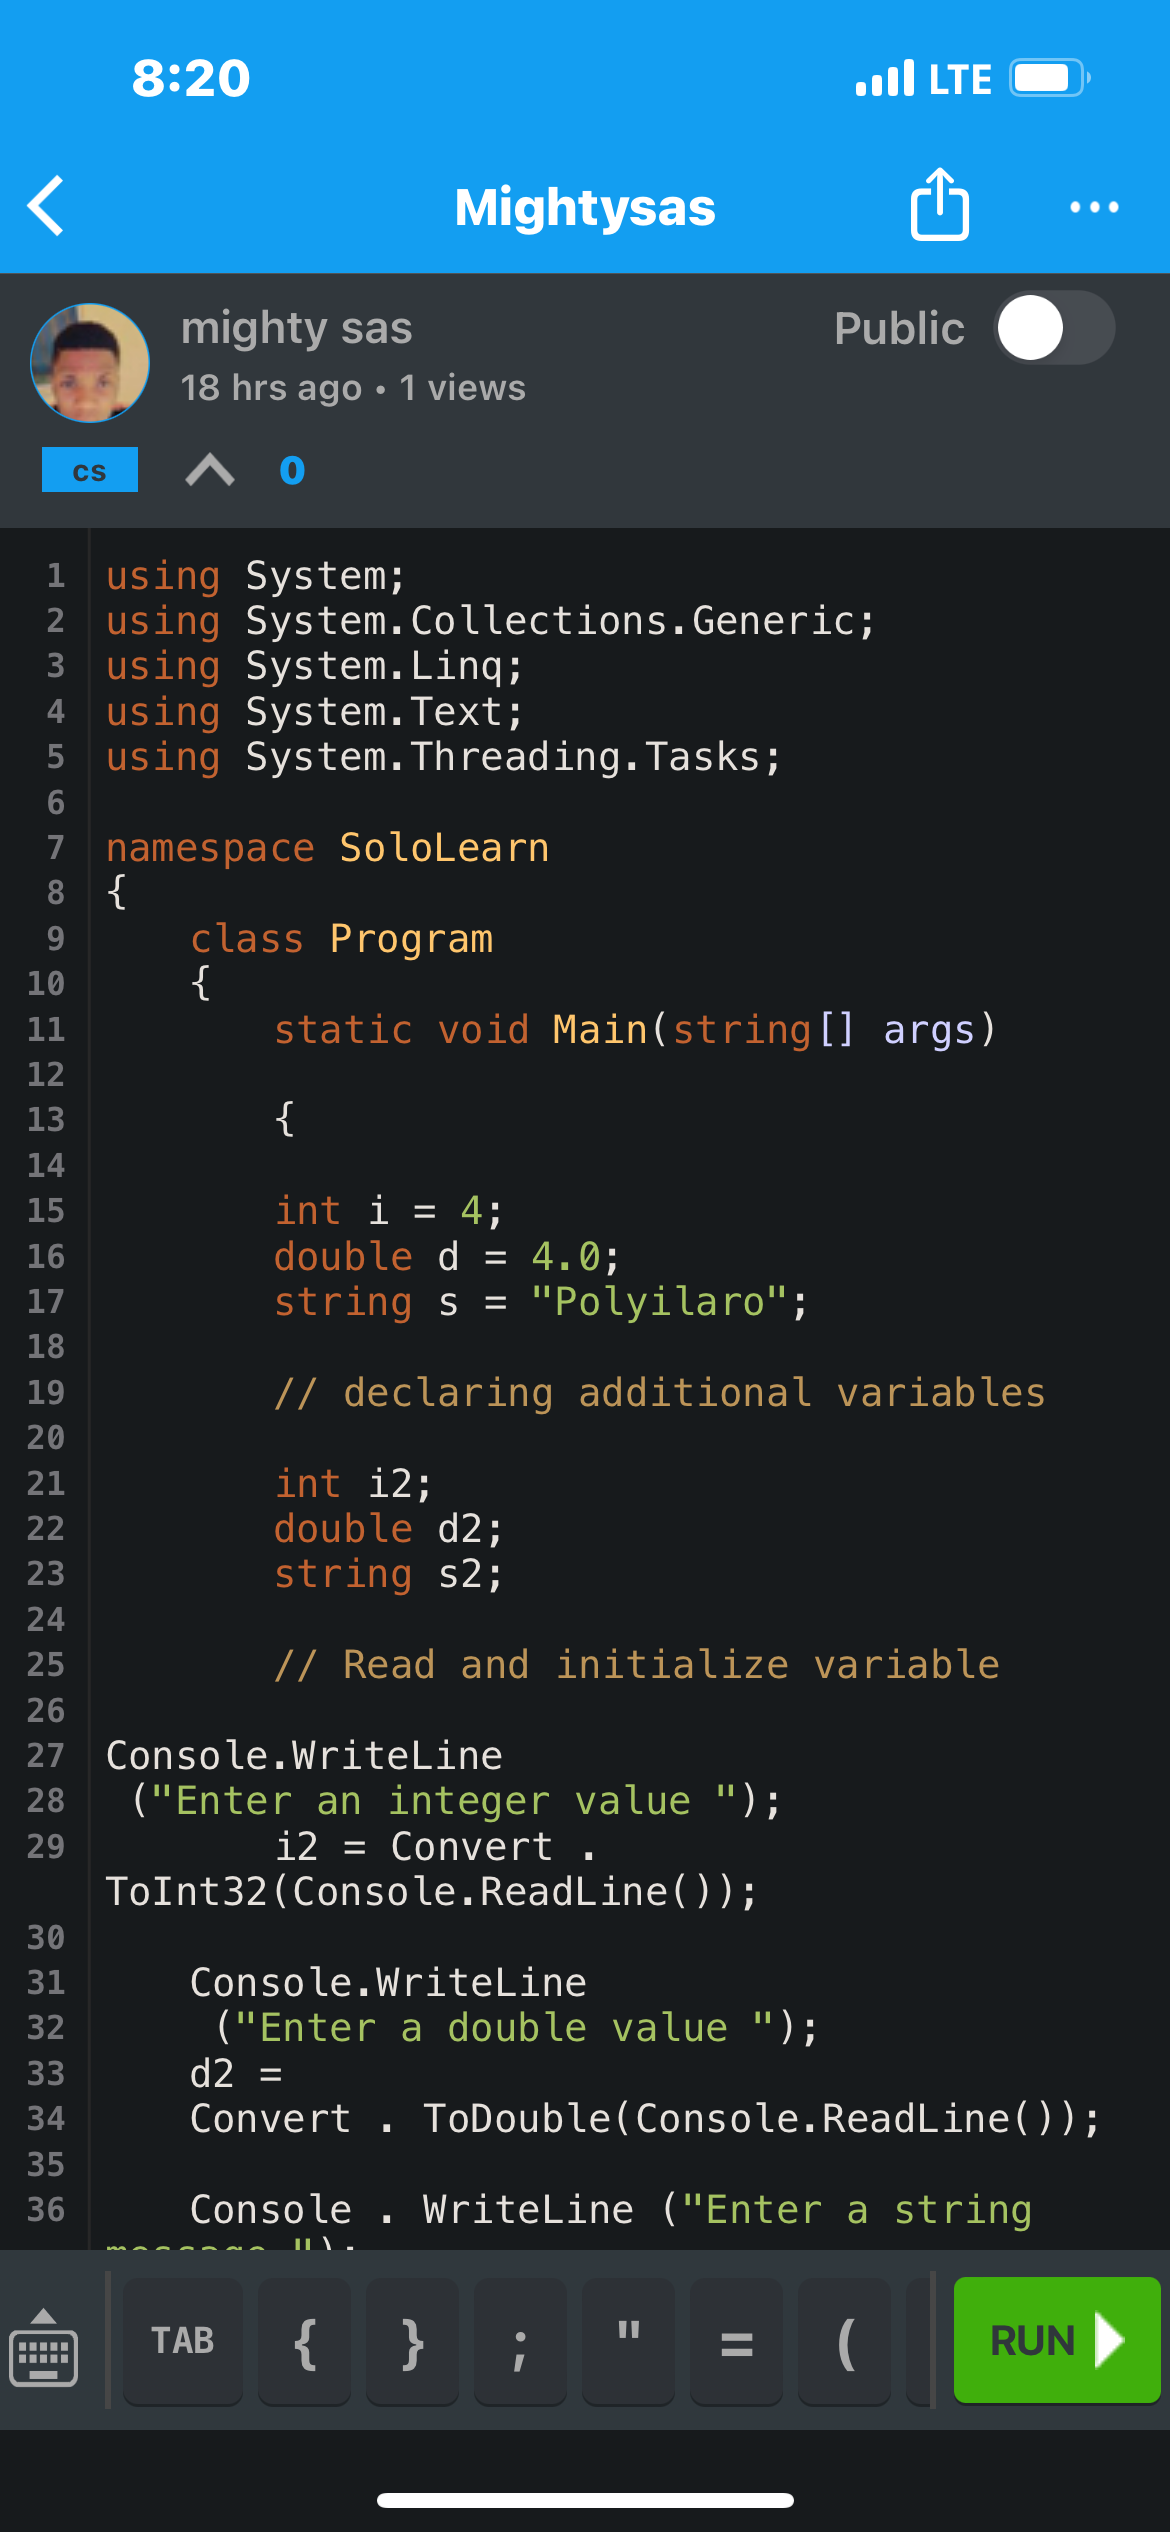 8:20 LTE
Mightysas
mighty sas
Public
18 hrs ago • 1 views
cs 0
1 using System;
2 using System.Collections.Generic;
3 using System.Linq;
4 using System.Text;
5 using System.Threading.Tasks;
6
7 namespace SoloLearn
8 {
9 class Program
10 {
11 static void Main(string[] args)
12
13 {
14
15 int i = 4;
16 double d = 4.0;
17 string s = "Polyilaro";
18
19 // declaring additional variables
20
21 int i2;
22 double d2;
23 string s2;
24
25 // Read and initialize variable
26
27 Console.WriteLine
28 ("Enter an integer value ");
29 i2 = Convert .
ToInt32(Console.ReadLine());
30
31 Console.WriteLine
32 ("Enter a double value ");
33 d2 =
34 Convert . ToDouble(Console.ReadLine());
35
36 Console . WriteLine ("Enter a string
message ");
TAB { } ; " = ( RUN